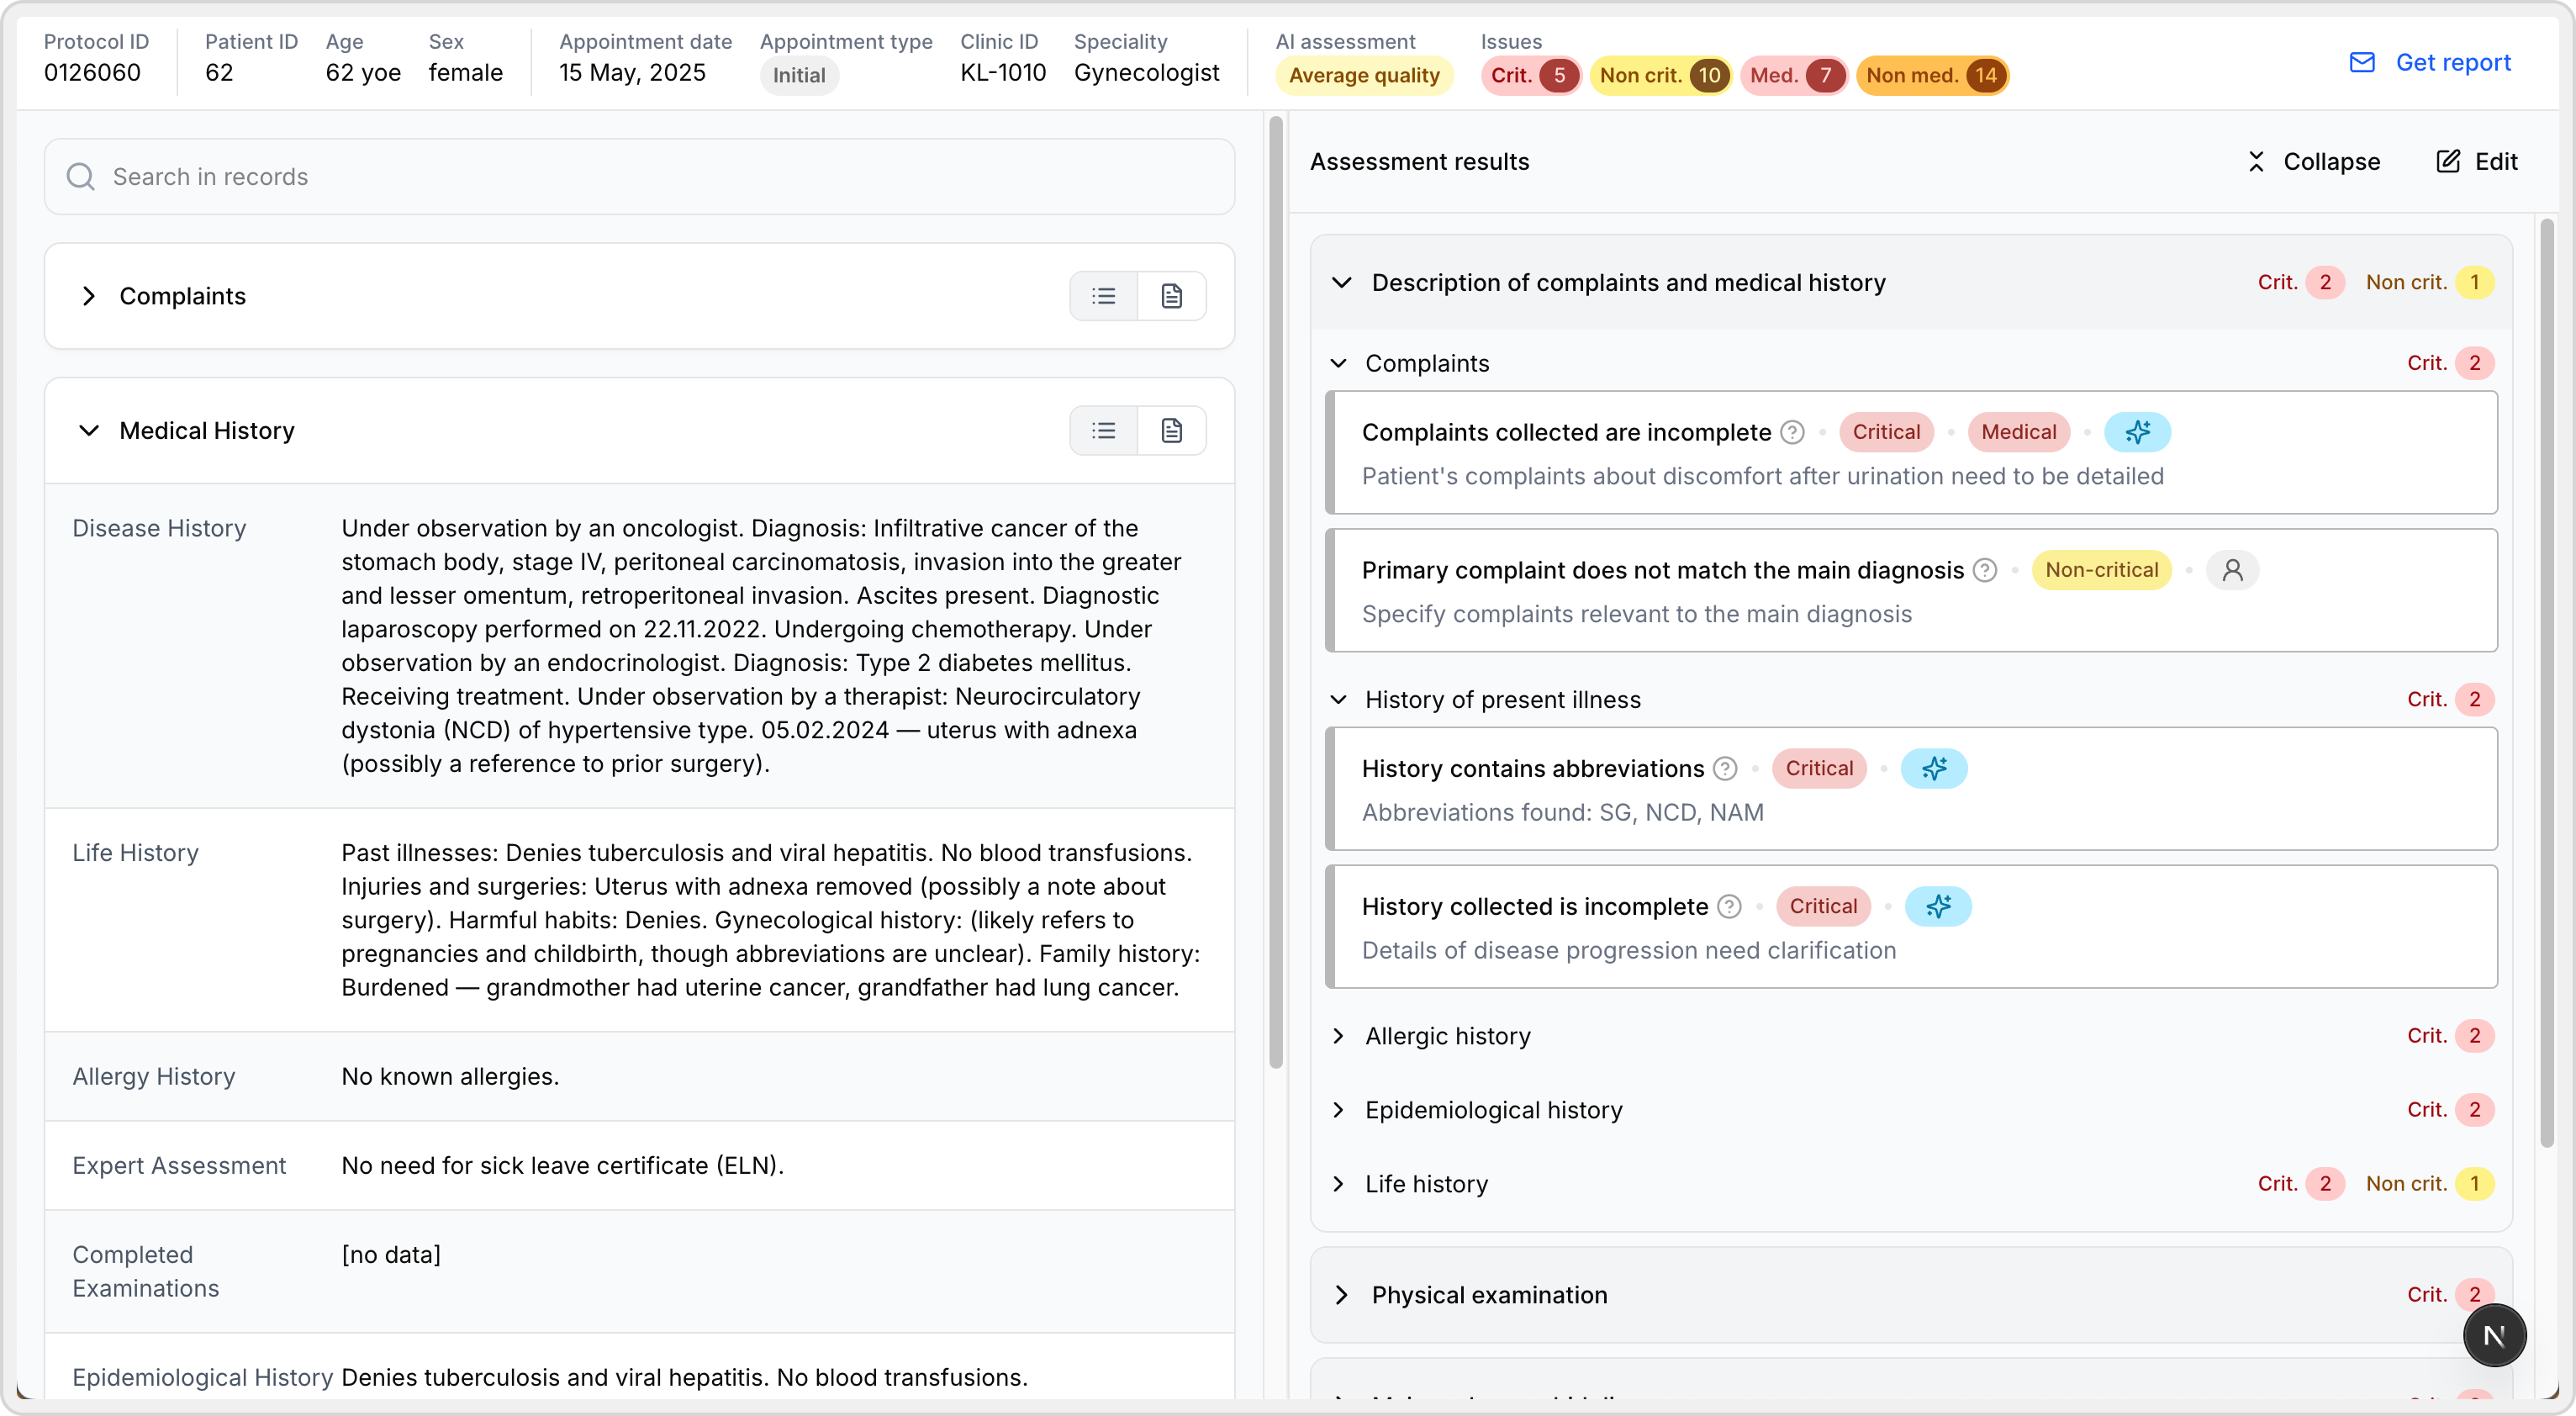 Protocol ID
0126060
Patient ID
62
Age
62 yoe
Sex
female
Appointment date
15 May, 2025
Appointment type
Initial
Clinic ID
KL-1010
Speciality
Gynecologist
AI assessment
Average quality
Issues
Crit. 5
Non crit. 10
Med. 7
Non med. 14
Get report
Search in records
Complaints
Medical History
Disease History
Under observation by an oncologist. Diagnosis: Infiltrative cancer of the
stomach body, stage IV, peritoneal carcinomatosis, invasion into the greater
and lesser omentum, retroperitoneal invasion. Ascites present. Diagnostic
laparoscopy performed on 22.11.2022. Undergoing chemotherapy. Under
observation by an endocrinologist. Diagnosis: Type 2 diabetes mellitus.
Receiving treatment. Under observation by a therapist: Neurocirculatory
dystonia (NCD) of hypertensive type. 05.02.2024 — uterus with adnexa
(possibly a reference to prior surgery).
Life History
Past illnesses: Denies tuberculosis and viral hepatitis. No blood transfusions.
Injuries and surgeries: Uterus with adnexa removed (possibly a note about
surgery). Harmful habits: Denies. Gynecological history: (likely refers to
pregnancies and childbirth, though abbreviations are unclear). Family history:
Burdened — grandmother had uterine cancer, grandfather had lung cancer.
Allergy History
No known allergies.
Expert Assessment
No need for sick leave certificate (ELN).
Completed
Examinations
[no data]
Epidemiological History
Denies tuberculosis and viral hepatitis. No blood transfusions.
Assessment results
Collapse
Edit
Description of complaints and medical history
Crit. 2
Non crit. 1
Complaints
Crit. 2
Complaints collected are incomplete
Critical
Medical
Patient's complaints about discomfort after urination need to be detailed
Primary complaint does not match the main diagnosis
Non-critical
Specify complaints relevant to the main diagnosis
History of present illness
Crit. 2
History contains abbreviations
Critical
Abbreviations found: SG, NCD, NAM
History collected is incomplete
Critical
Details of disease progression need clarification
Allergic history
Crit. 2
Epidemiological history
Crit. 2
Life history
Crit. 2
Non crit. 1
Physical examination
Crit. 2
N